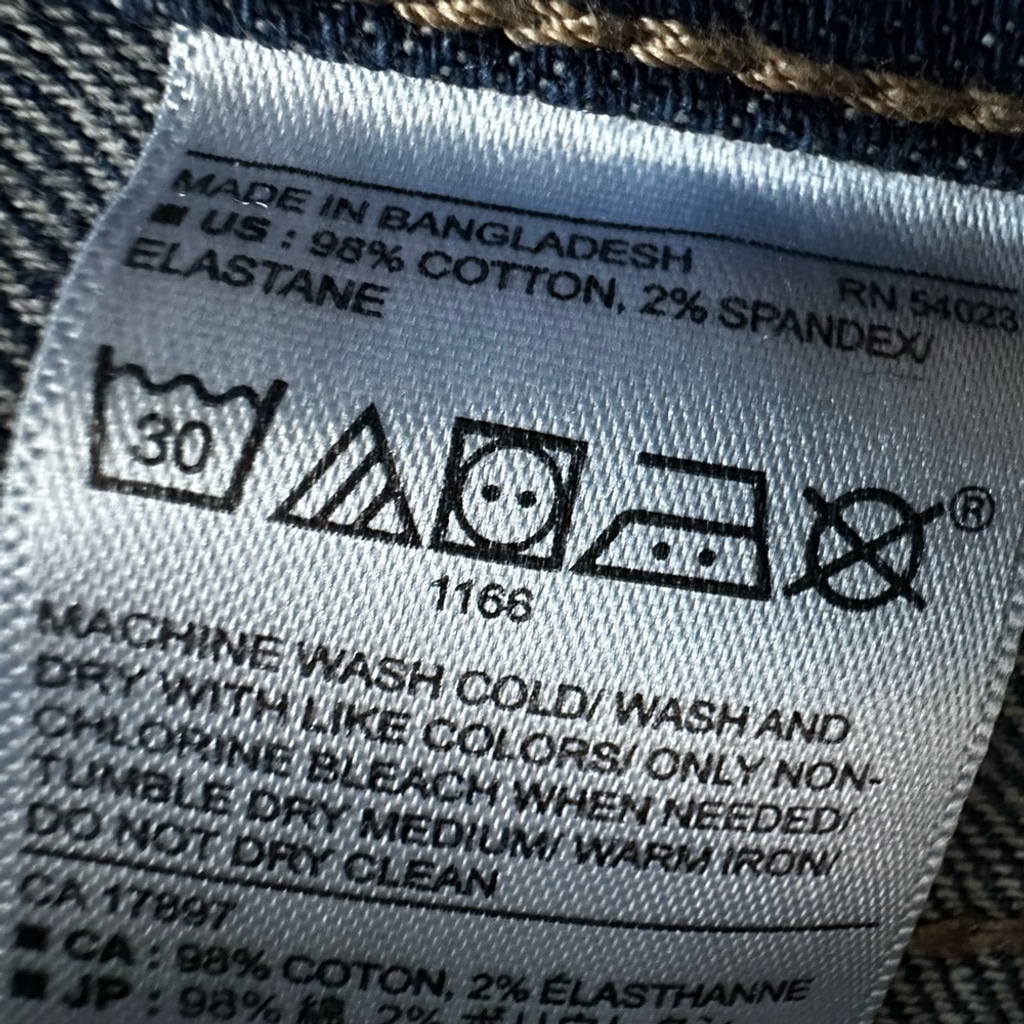 MADE IN BANGLADESH
RN 54023
■ US : 98% COTTON, 2% SPANDEX/
ELASTANE
30
®
1166
MACHINE WASH COLD/ WASH AND
DRY WITH LIKE COLORS/ ONLY NON-
CHLORINE BLEACH WHEN NEEDED/
TUMBLE DRY MEDIUM/ WARM IRON/
DO NOT DRY CLEAN
CA 17897
■ CA : 98% COTON, 2% ÉLASTHANNE
■ JP : 98% 綿, 2%